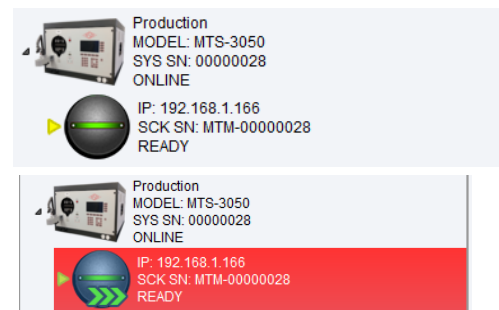 Production
MODEL: MTS-3050
SYS SN: 00000028
ONLINE
IP: 192.168.1.166
SCK SN: MTM-00000028
READY
Production
MODEL: MTS-3050
SYS SN: 00000028
ONLINE
IP: 192.168.1.166
SCK SN: MTM-00000028
READY